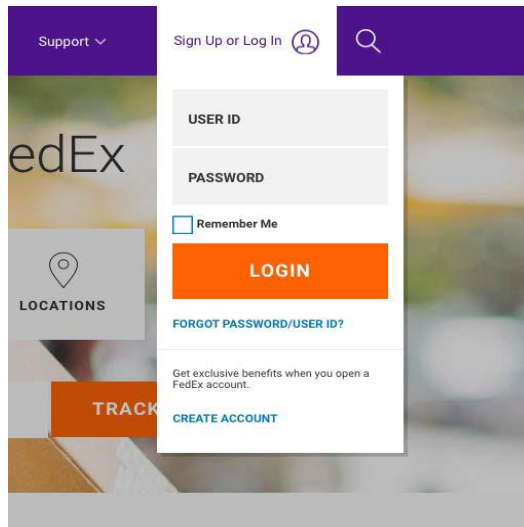 Support
Sign Up or Log In
edEx
USER ID
PASSWORD
Remember Me
LOGIN
LOCATIONS
FORGOT PASSWORD/USER ID?
Get exclusive benefits when you open a
FedEx account.
TRACK
CREATE ACCOUNT